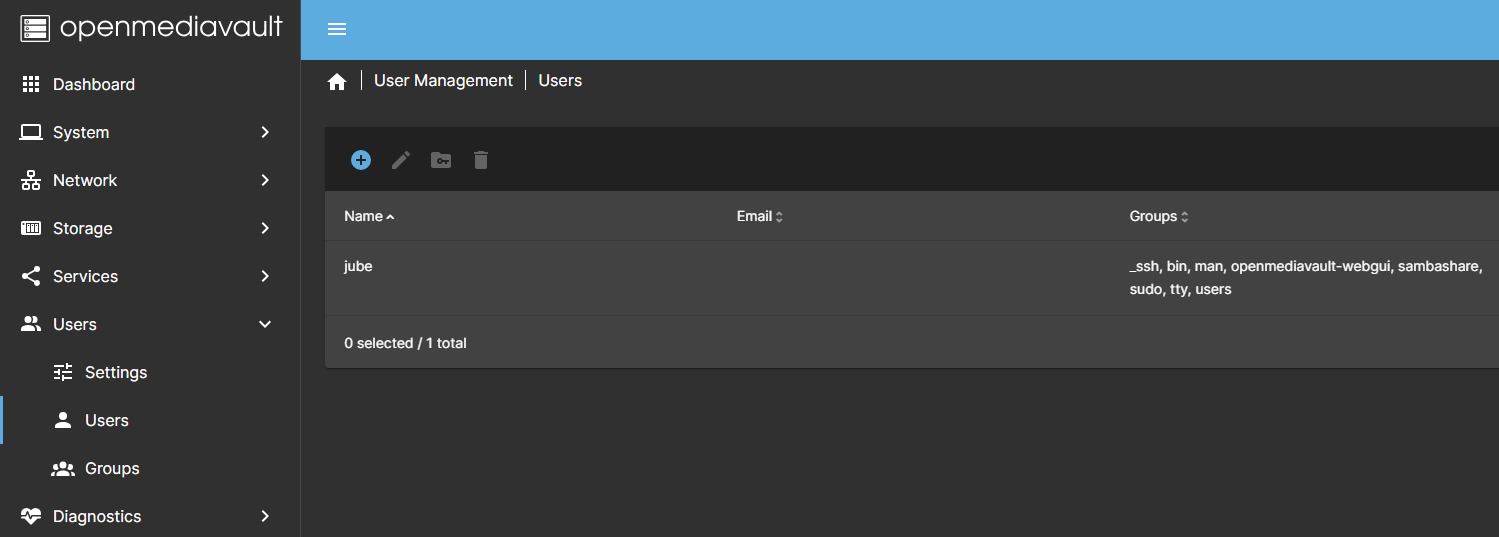 openmediavault
Dashboard
System
Network
Storage
Services
Users
Settings
Users
Groups
Diagnostics
User Management
Users
Name
Email
Groups
jube
_ssh, bin, man, openmediavault-webgui, sambashare,
sudo, tty, users
0 selected / 1 total